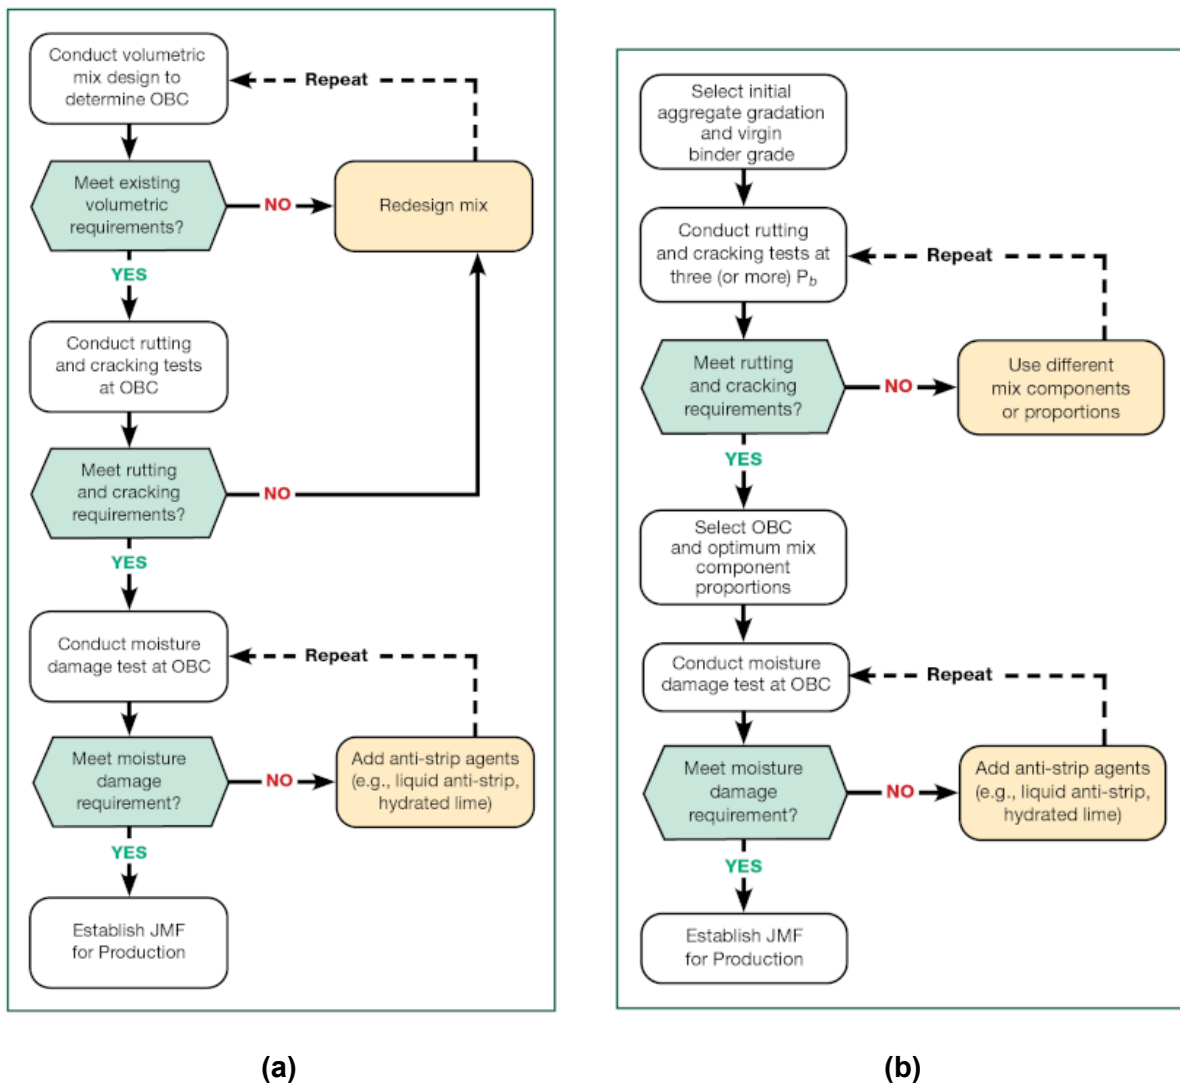 Conduct volumetric
mix design to
determine OBC
Repeat
Meet existing
volumetric
requirements?
NO
Redesign mix
YES
Conduct rutting
and cracking tests
at OBC
Meet rutting
and cracking
requirements?
NO
YES
Conduct moisture
damage test at OBC
Repeat
Meet moisture
damage
requirement?
NO
Add anti-strip agents
(e.g., liquid anti-strip,
hydrated lime)
YES
Establish JMF
for Production
(a)
Select initial
aggregate gradation
and virgin
binder grade
Conduct rutting
and cracking tests at
three (or more) Pb
Repeat
Meet rutting
and cracking
requirements?
NO
Use different
mix components
or proportions
YES
Select OBC
and optimum mix
component
proportions
Conduct moisture
damage test at OBC
Repeat
Meet moisture
damage
requirement?
NO
Add anti-strip agents
(e.g., liquid anti-strip,
hydrated lime)
YES
Establish JMF
for Production
(b)